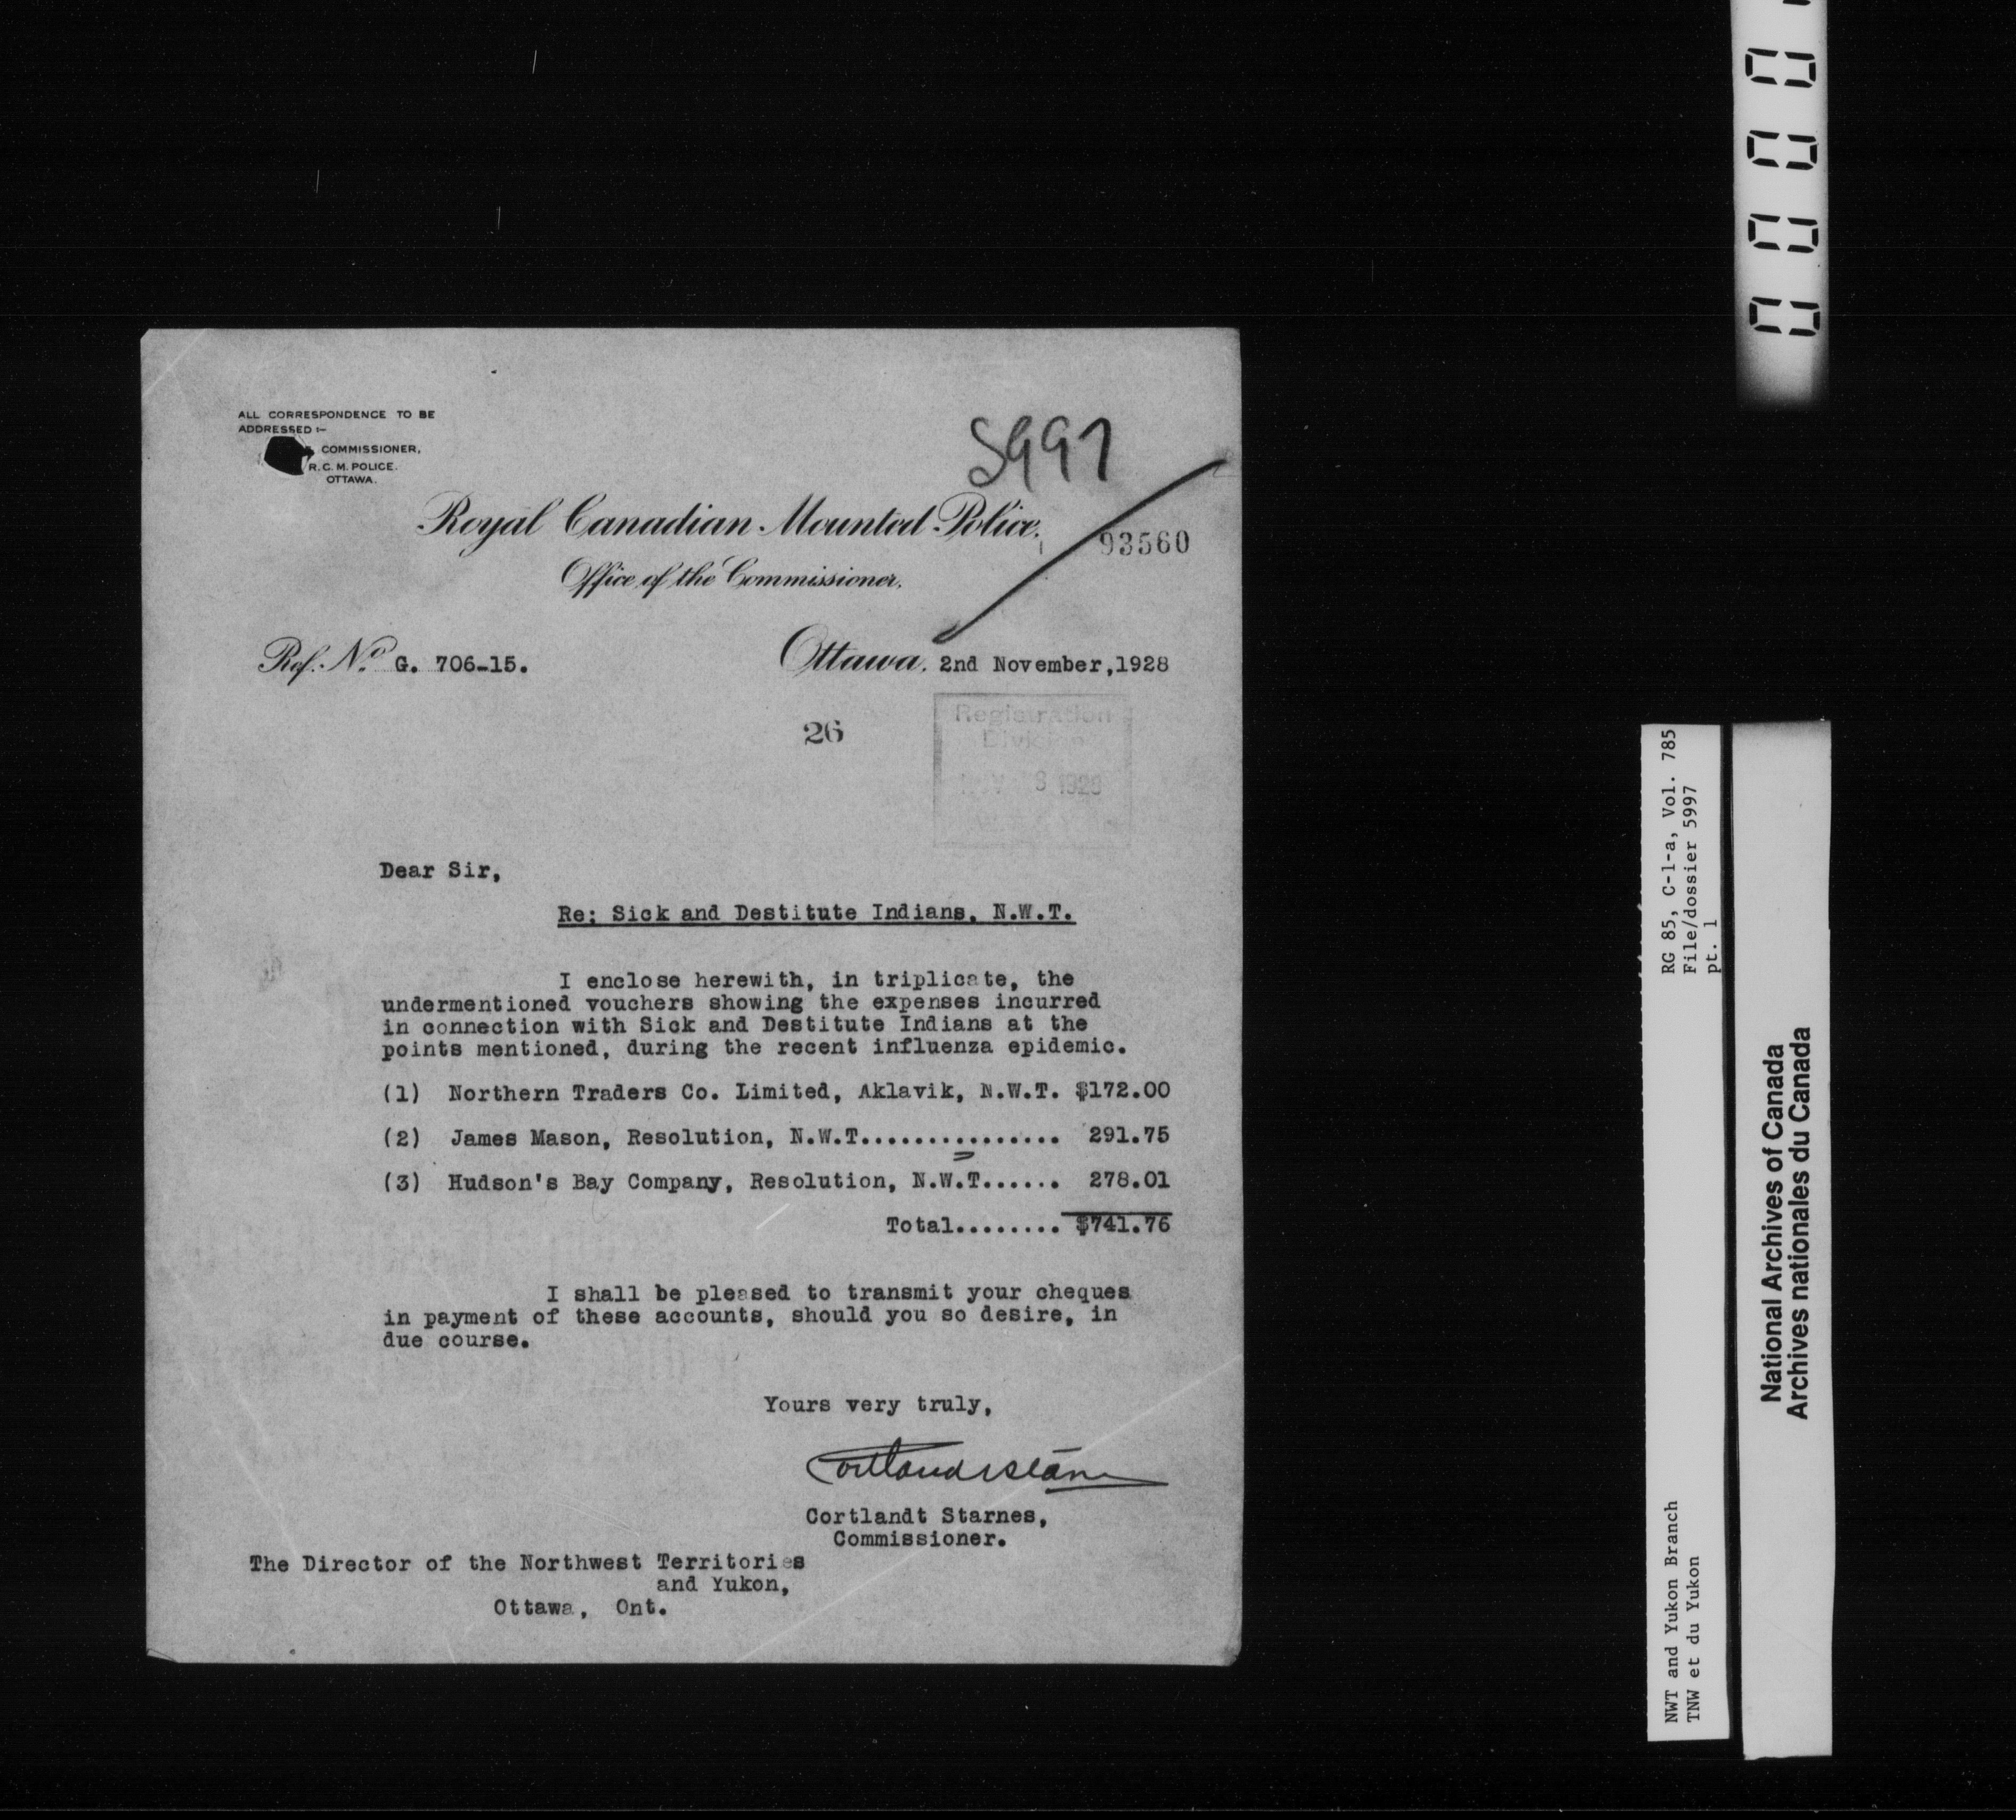 ALL CORRESPONDENCE TO BE
ADDRESSED :-
COMMISSIONER,
R.C.M. POLICE.
OTTAWA.
5997
Royal Canadian Mounted Police.
93560
Office of the Commissioner.
Ref. No. G. 706-15.
Ottawa, 2nd November,1928
26
Registration
Division
NOV 3 1928
Dear Sir,
Re: Sick and Destitute Indians, N.W.T.
I enclose herewith, in triplicate, the
undermentioned vouchers showing the expenses incurred
in connection with Sick and Destitute Indians at the
points mentioned, during the recent influenza epidemic.
(1) Northern Traders Co. Limited, Aklavik, N.W.T. $172.00
(2) James Mason, Resolution, N.W.T............... 291.75
(3) Hudson's Bay Company, Resolution, N.W.T...... 278.01
Total........ $741.76
I shall be pleased to transmit your cheques
in payment of these accounts, should you so desire, in
due course.
Yours very truly,
Cortlandt Starnes
Cortlandt Starnes,
Commissioner.
The Director of the Northwest Territories
and Yukon,
Ottawa, Ont.
RG 85, C-1-a, Vol. 785
File/dossier 5997
pt. 1
NWT and Yukon Branch
TNW et du Yukon
National Archives of Canada
Archives nationales du Canada